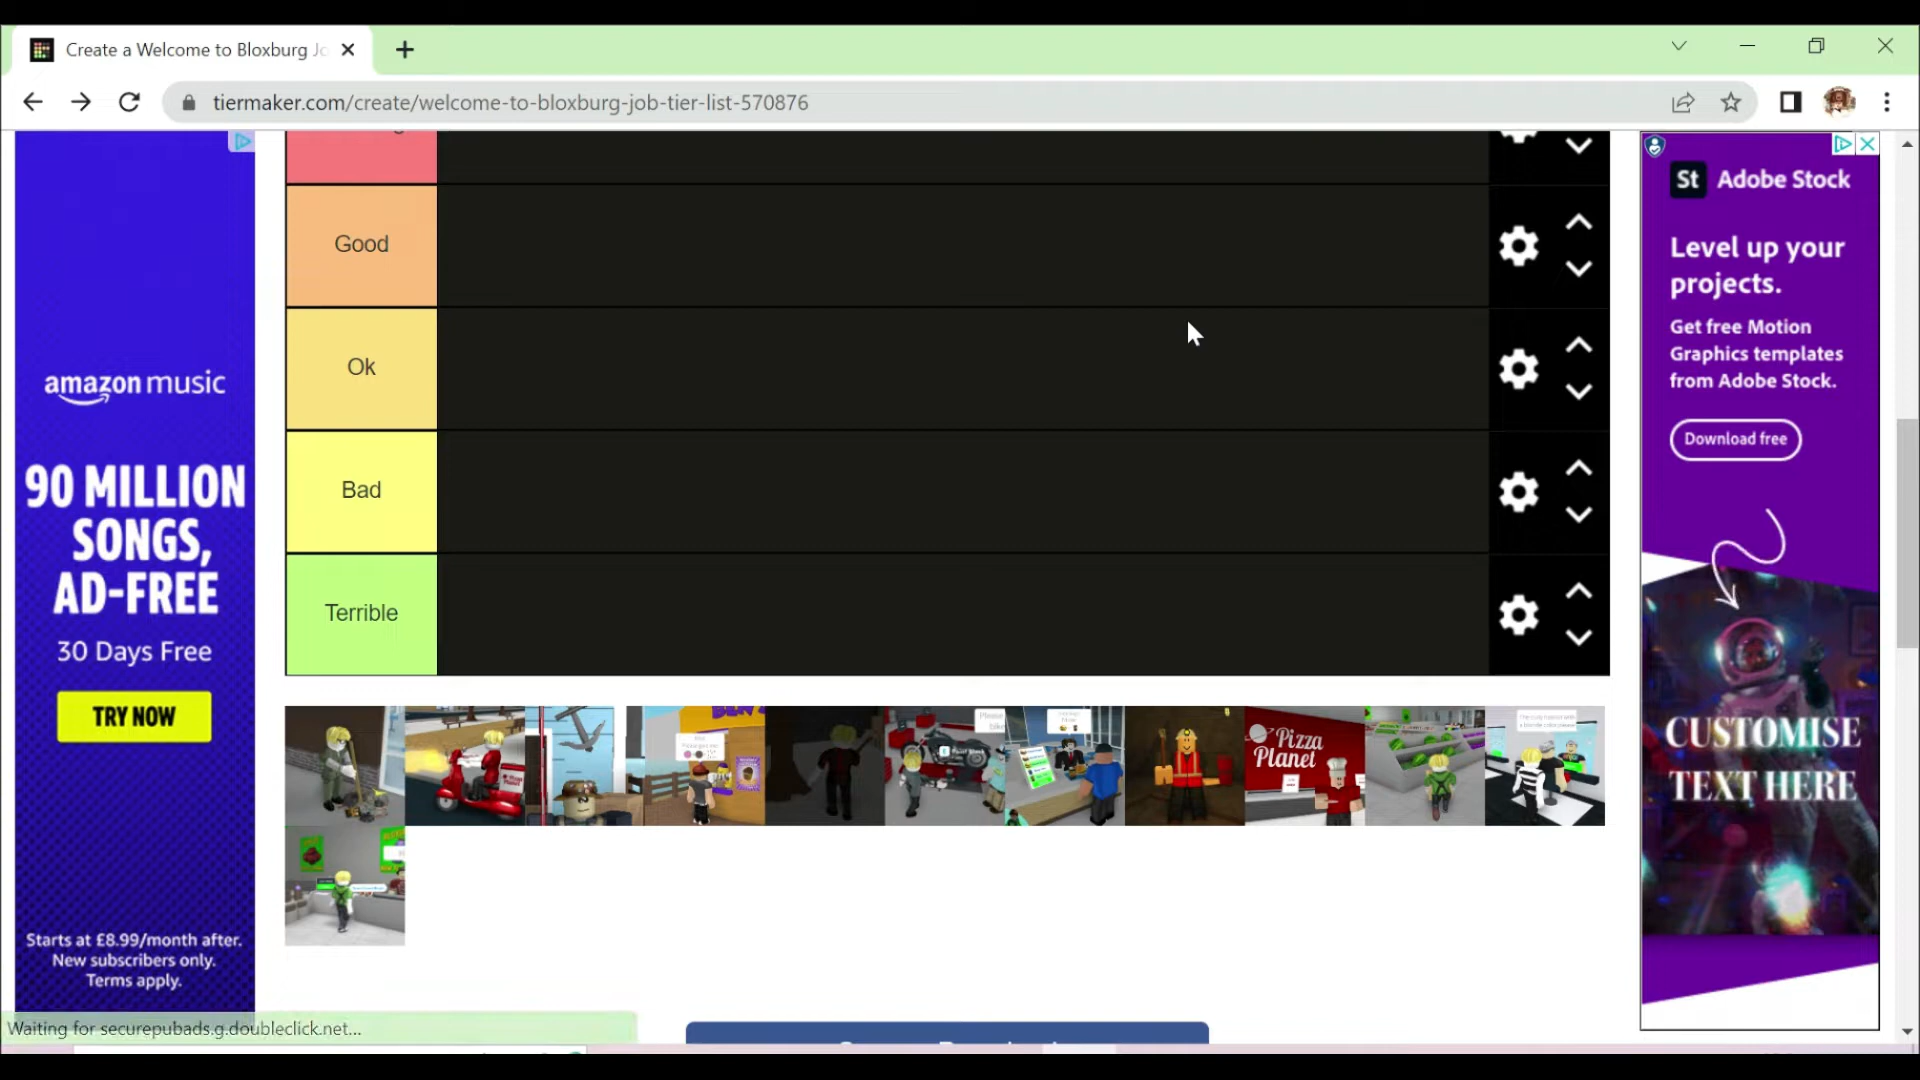 Create a Welcome to Bloxburg Jo
tiermaker.com/create/welcome-to-bloxburg-job-tier-list-570876
Good
Ok
Bad
Terrible
amazon music
90 MILLION
SONGS,
AD-FREE
30 Days Free
TRY NOW
Starts at £8.99/month after.
New subscribers only.
Terms apply.
St Adobe Stock
Level up your
projects.
Get free Motion
Graphics templates
from Adobe Stock.
Download free
CUSTOMISE
TEXT HERE
Please
Pizza
Planet
Waiting for securepubads.g.doubleclick.net...